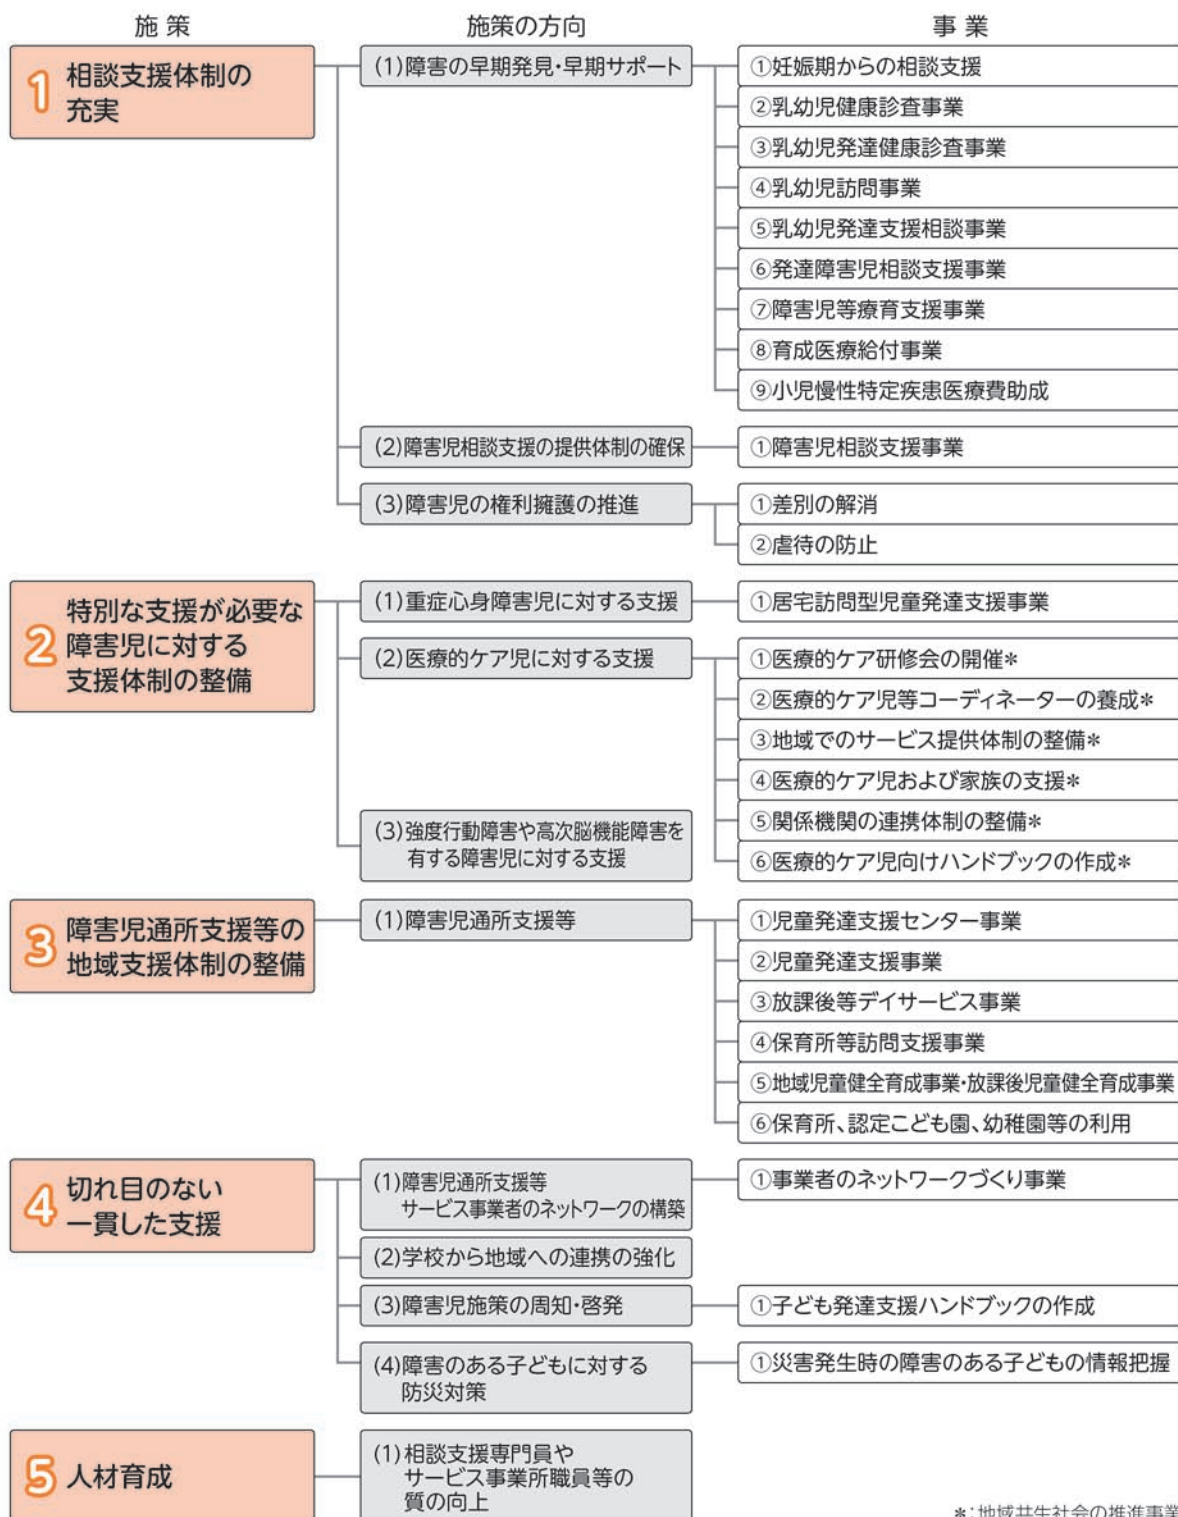 施策 施策の方向 事業
1 相談支援体制の
充実
(1)障害の早期発見・早期サポート
①妊娠期からの相談支援
②乳幼児健康診査事業
③乳幼児発達健康診査事業
④乳幼児訪問事業
⑤乳幼児発達支援相談事業
⑥発達障害児相談支援事業
⑦障害児等療育支援事業
⑧育成医療給付事業
⑨小児慢性特定疾患医療費助成
(2)障害児相談支援の提供体制の確保
①障害児相談支援事業
(3)障害児の権利擁護の推進
①差別の解消
②虐待の防止
2 特別な支援が必要な
障害児に対する
支援体制の整備
(1)重症心身障害児に対する支援
①居宅訪問型児童発達支援事業
(2)医療的ケア児に対する支援
①医療的ケア研修会の開催*
②医療的ケア児等コーディネーターの養成*
③地域でのサービス提供体制の整備*
④医療的ケア児および家族の支援*
⑤関係機関の連携体制の整備*
⑥医療的ケア児向けハンドブックの作成*
(3)強度行動障害や高次脳機能障害を
有する障害児に対する支援
3 障害児通所支援等の
地域支援体制の整備
(1)障害児通所支援等
①児童発達支援センター事業
②児童発達支援事業
③放課後等デイサービス事業
④保育所等訪問支援事業
⑤地域児童健全育成事業・放課後児童健全育成事業
⑥保育所、認定こども園、幼稚園等の利用
4 切れ目のない
一貫した支援
(1)障害児通所支援等
サービス事業者のネットワークの構築
①事業者のネットワークづくり事業
(2)学校から地域への連携の強化
(3)障害児施策の周知・啓発
①子ども発達支援ハンドブックの作成
(4)障害のある子どもに対する
防災対策
①災害発生時の障害のある子どもの情報把握
5 人材育成
(1)相談支援専門員や
サービス事業所職員等の
質の向上
*:地域共生社会の推進事業